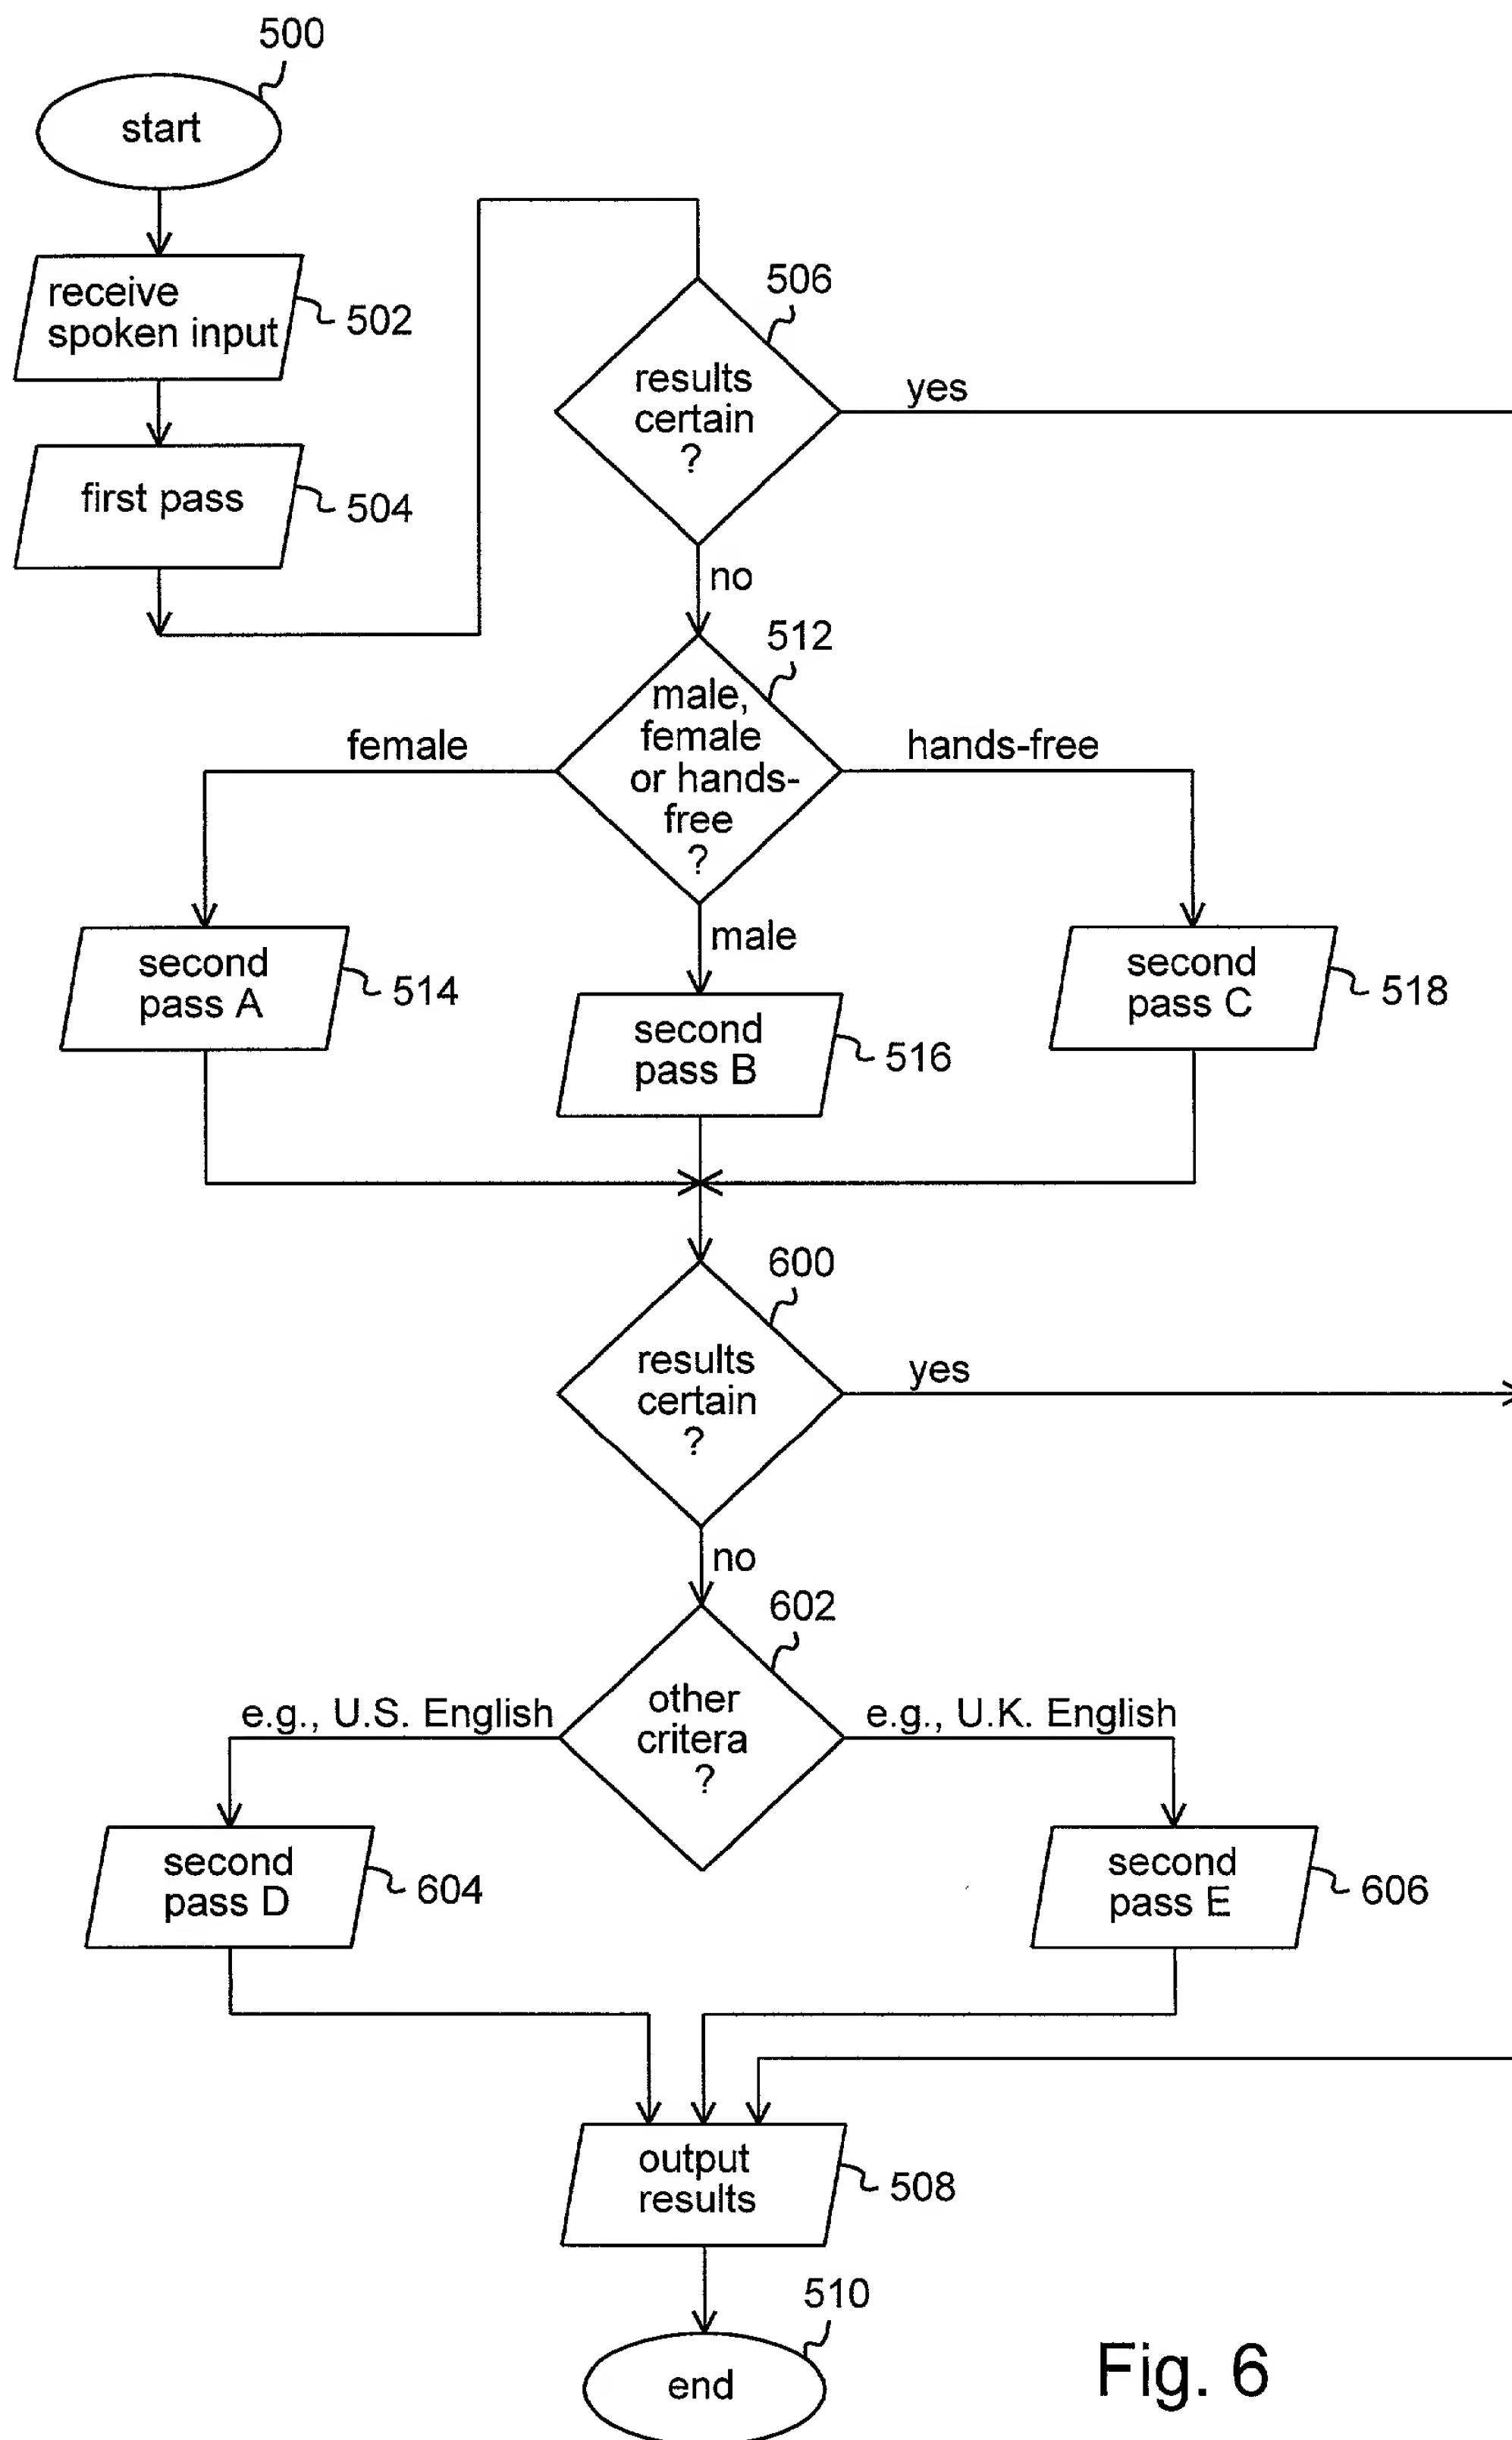 500
start
receive
spoken input
502
first pass
504
506
results
certain
?
yes
no
512
male,
female
or hands-
free
?
female
hands-free
male
second
pass A
514
second
pass B
516
second
pass C
518
600
results
certain
?
yes
no
602
other
critera
?
e.g., U.S. English
e.g., U.K. English
second
pass D
604
second
pass E
606
output
results
508
510
end
Fig. 6